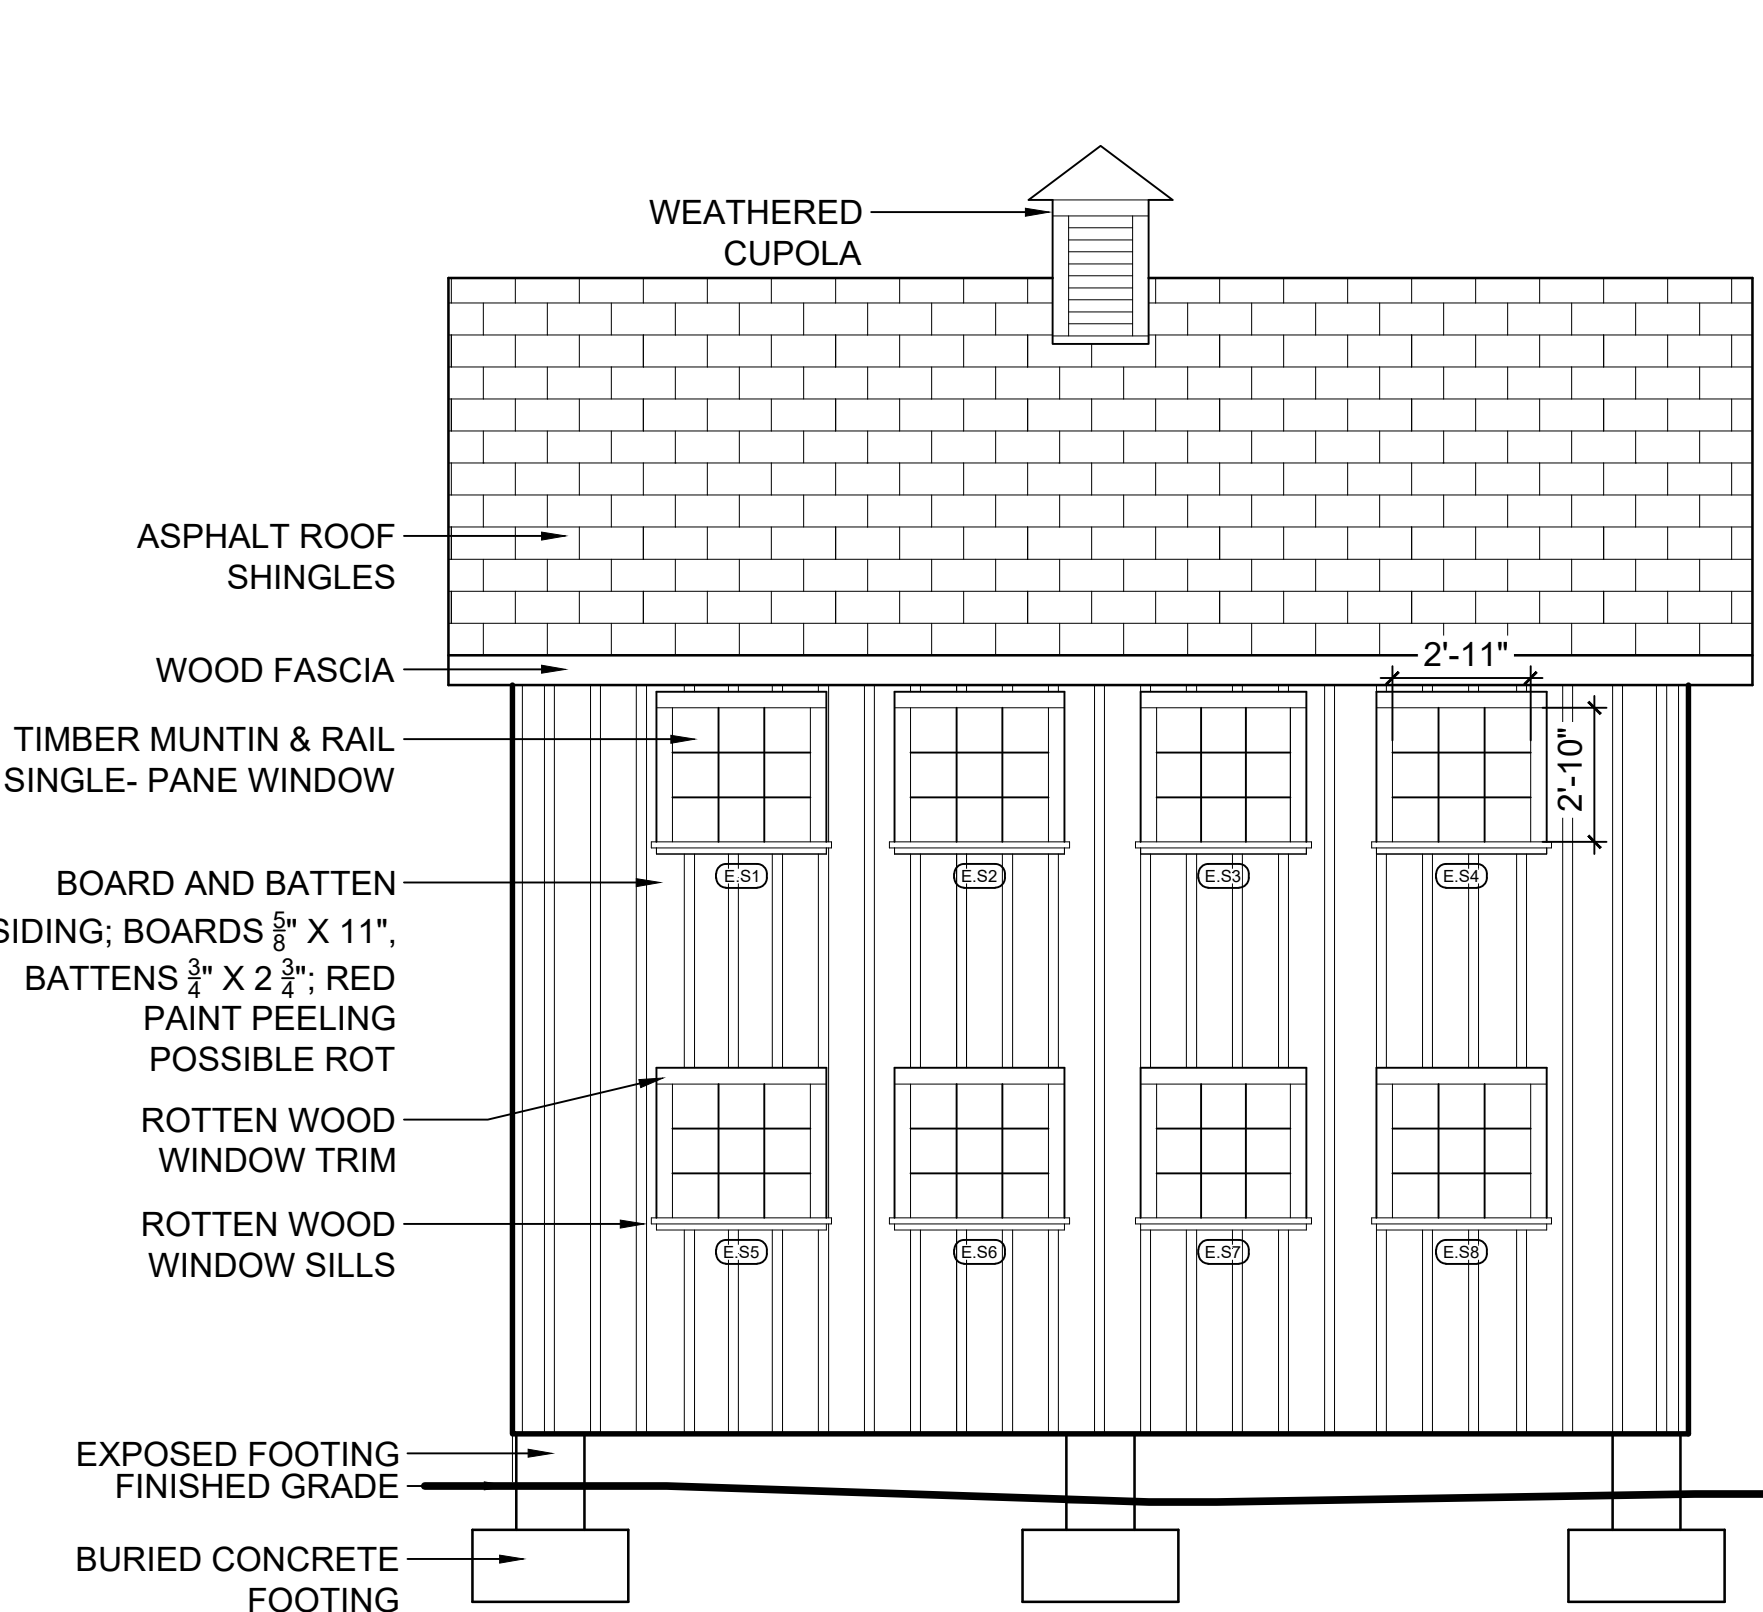 WEATHERED
CUPOLA
ASPHALT ROOF
SHINGLES
WOOD FASCIA
2'-11"
TIMBER MUNTIN & RAIL
SINGLE- PANE WINDOW
2'-10"
E.S1
E.S2
E.S3
E.S4
BOARD AND BATTEN
SIDING; BOARDS 5/8" X 11",
BATTENS 3/4" X 2 3/4"; RED
PAINT PEELING
POSSIBLE ROT
ROTTEN WOOD
WINDOW TRIM
ROTTEN WOOD
WINDOW SILLS
E.S5
E.S6
E.S7
E.S8
EXPOSED FOOTING
FINISHED GRADE
BURIED CONCRETE
FOOTING